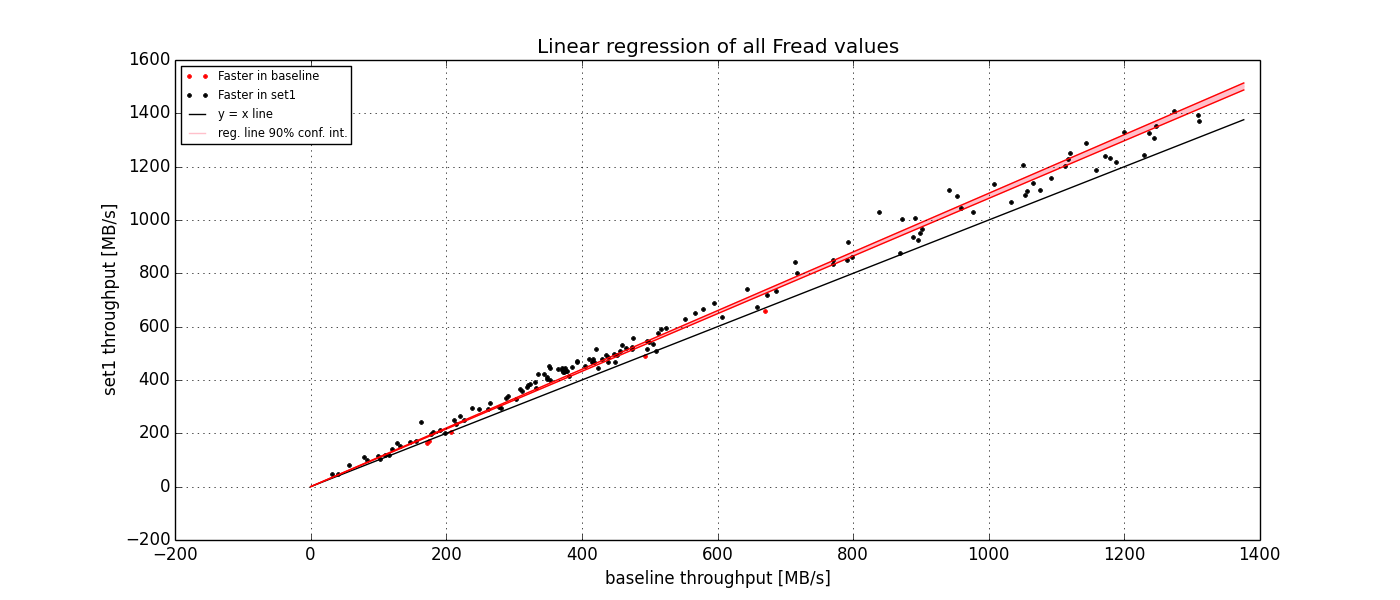 Linear regression of all Fread values
1600
1400
1200
1000
800
600
400
200
0
−200
Faster in baseline
Faster in set1
y = x line
reg. line 90% conf. int.
set1 throughput [MB/s]
−200
0
200
400
600
800
1000
1200
1400
baseline throughput [MB/s]